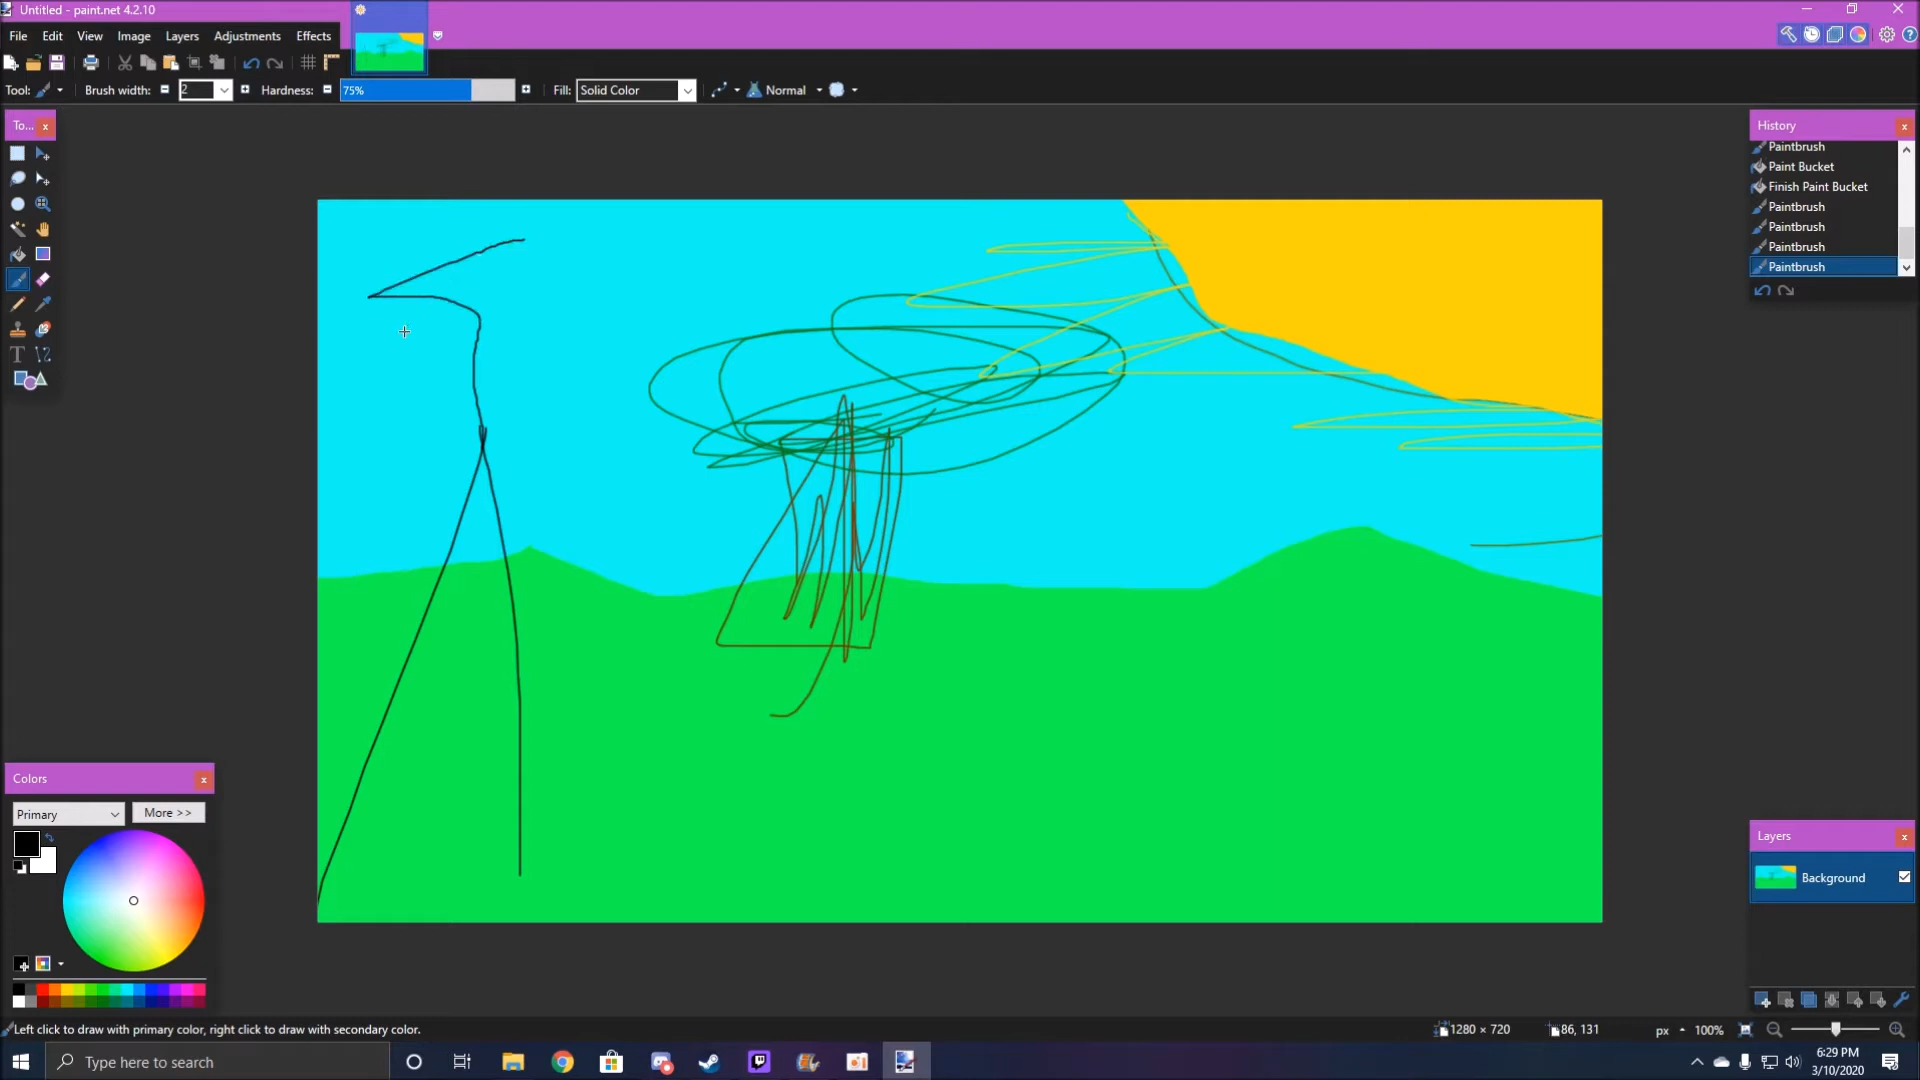 Untitled - paint.net 4.2.10
File Edit View Image Layers Adjustments Effects
Tool: Brush width: 2 Hardness: 75% Fill: Solid Color Normal
To...
History
Paintbrush
Paint Bucket
Finish Paint Bucket
Paintbrush
Paintbrush
Paintbrush
Paintbrush
Colors
Primary
More >>
Layers
Background
Left click to draw with primary color, right click to draw with secondary color.
1280 × 720
86, 131
px
100%
Type here to search
6:29 PM
3/10/2020